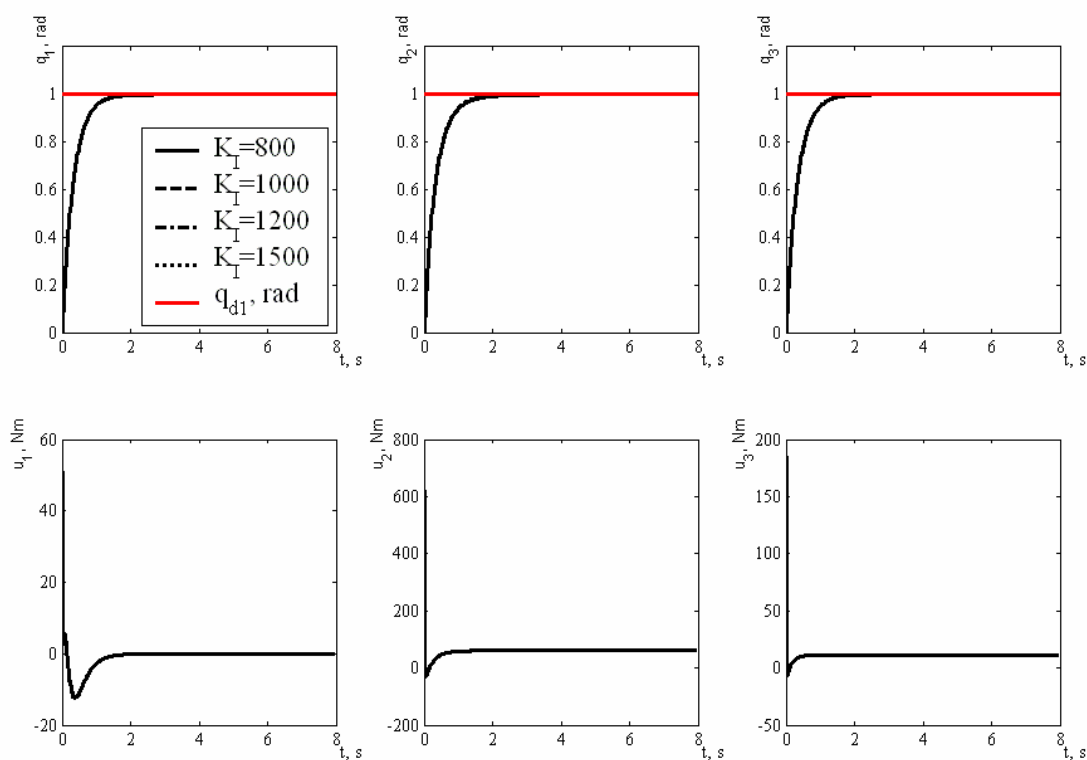 q1, rad
1
0.8
0.6
0.4
0.2
0
0 2 4 6 8
t, s
KI=800
KI=1000
KI=1200
KI=1500
qd1, rad
q2, rad
1
0.8
0.6
0.4
0.2
0
0 2 4 6 8
t, s
q3, rad
1
0.8
0.6
0.4
0.2
0
0 2 4 6 8
t, s
u1, Nm
60
40
20
0
-20
0 2 4 6 8
t, s
u2, Nm
800
600
400
200
0
-200
0 2 4 6 8
t, s
u3, Nm
200
150
100
50
0
-50
0 2 4 6 8
t, s